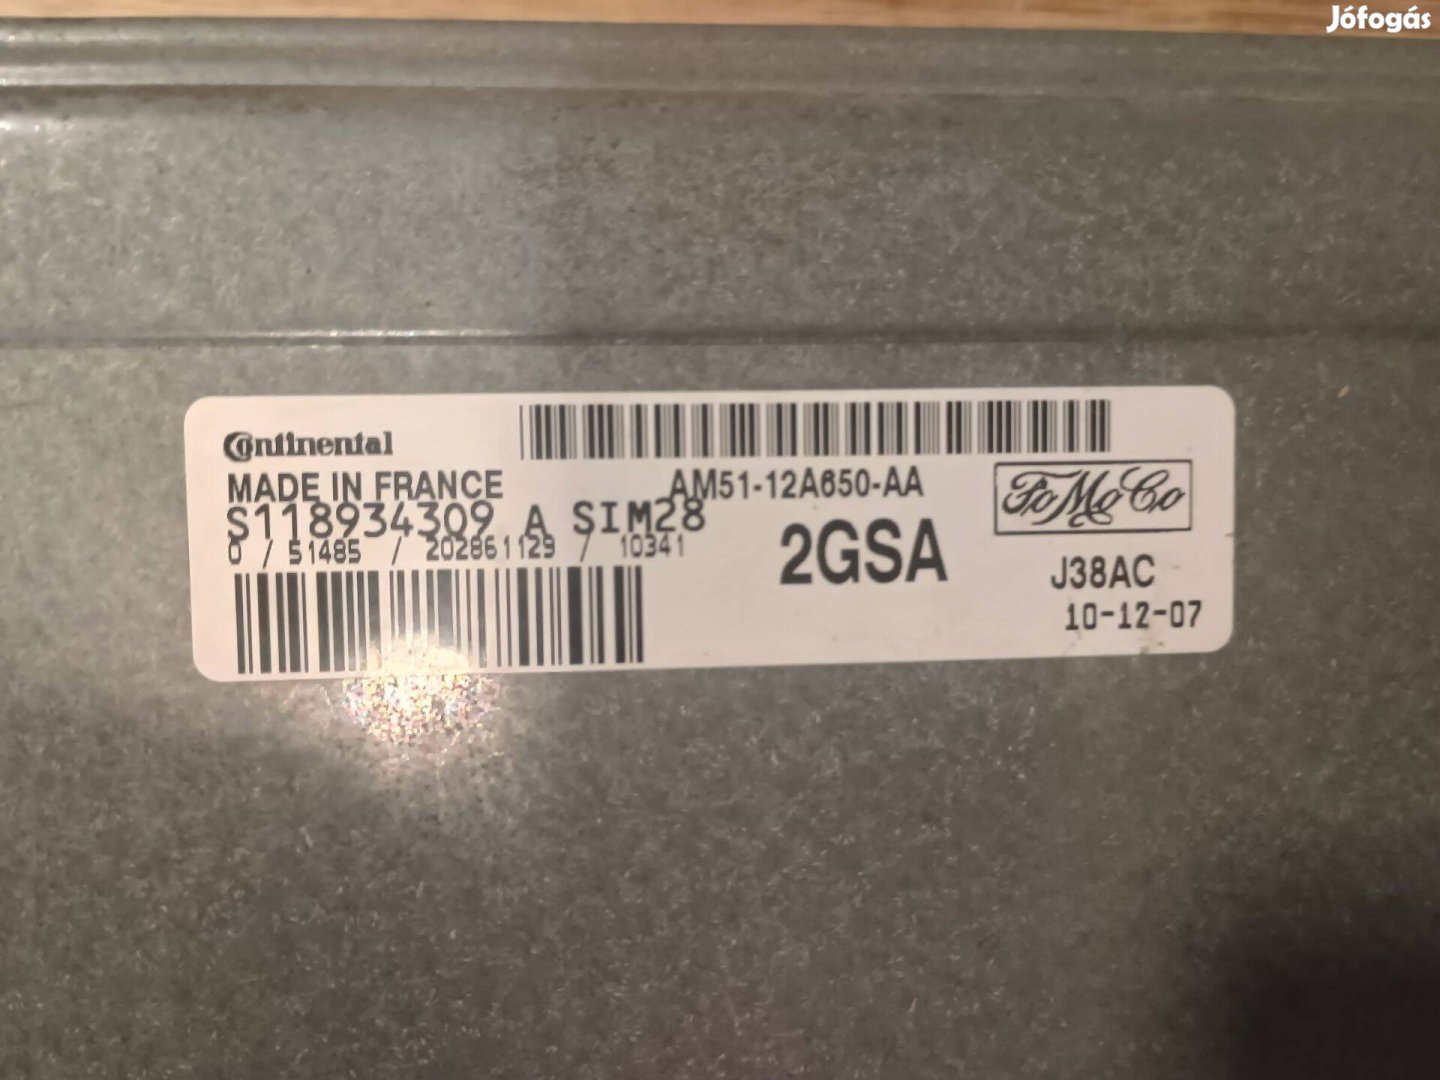 Jófogás
Continental
MADE IN FRANCE
AM51-12A650-AA
FoMoCo
S118934309 A SIM28
0 / 51485 / 202861129 / 10341
2GSA
J38AC
10-12-07